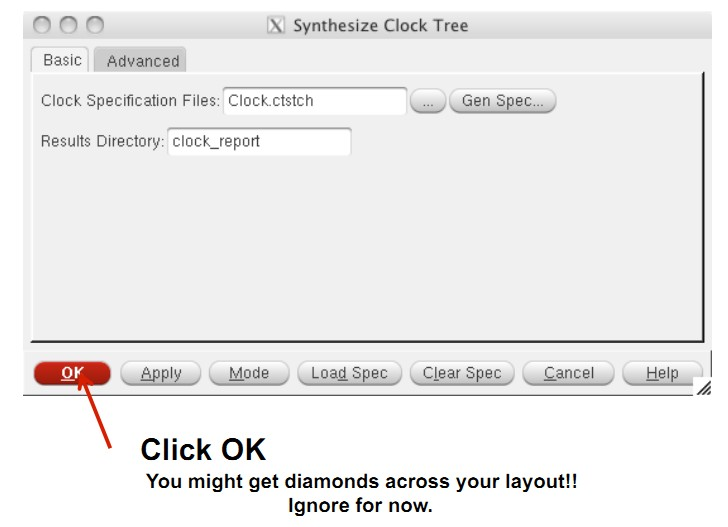 Synthesize Clock Tree
Basic Advanced
Clock Specification Files: Clock.ctstch ... Gen Spec...
Results Directory: clock_report
OK Apply Mode Load Spec Clear Spec Cancel Help
Click OK
You might get diamonds across your layout!!
Ignore for now.